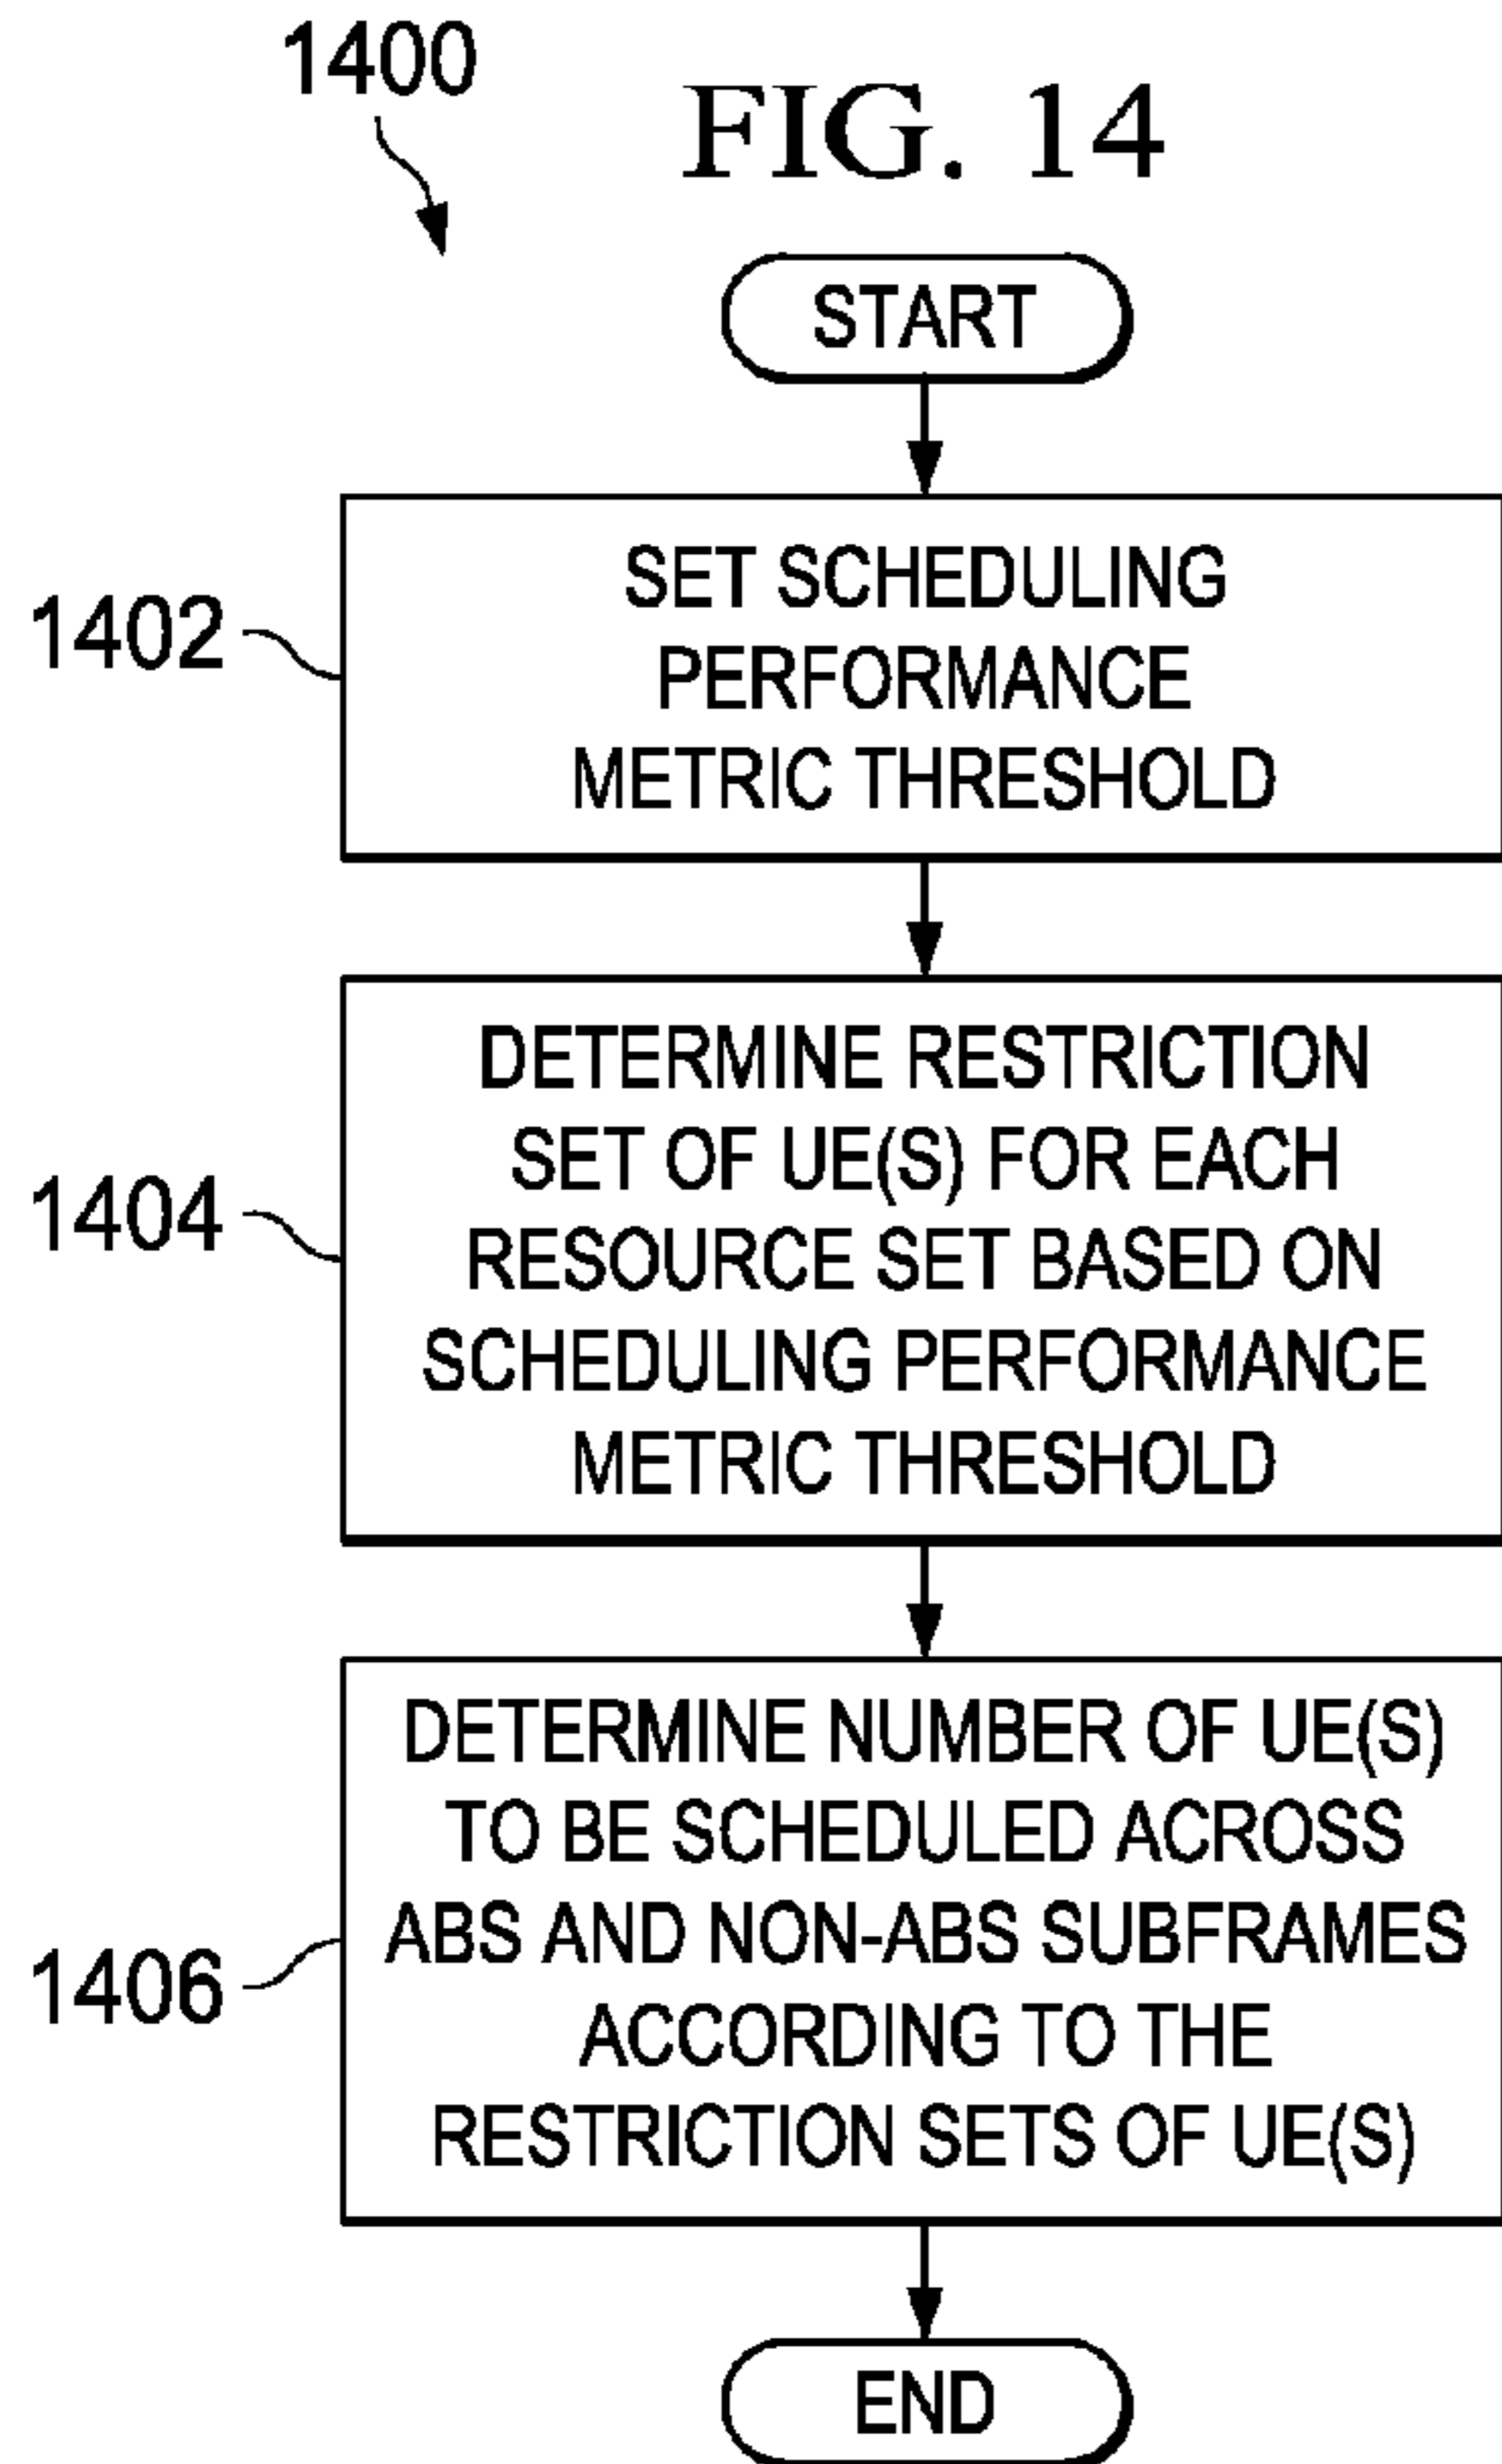 1400
FIG. 14
START
1402
SET SCHEDULING
PERFORMANCE
METRIC THRESHOLD
1404
DETERMINE RESTRICTION
SET OF UE(S) FOR EACH
RESOURCE SET BASED ON
SCHEDULING PERFORMANCE
METRIC THRESHOLD
1406
DETERMINE NUMBER OF UE(S)
TO BE SCHEDULED ACROSS
ABS AND NON-ABS SUBFRAMES
ACCORDING TO THE
RESTRICTION SETS OF UE(S)
END